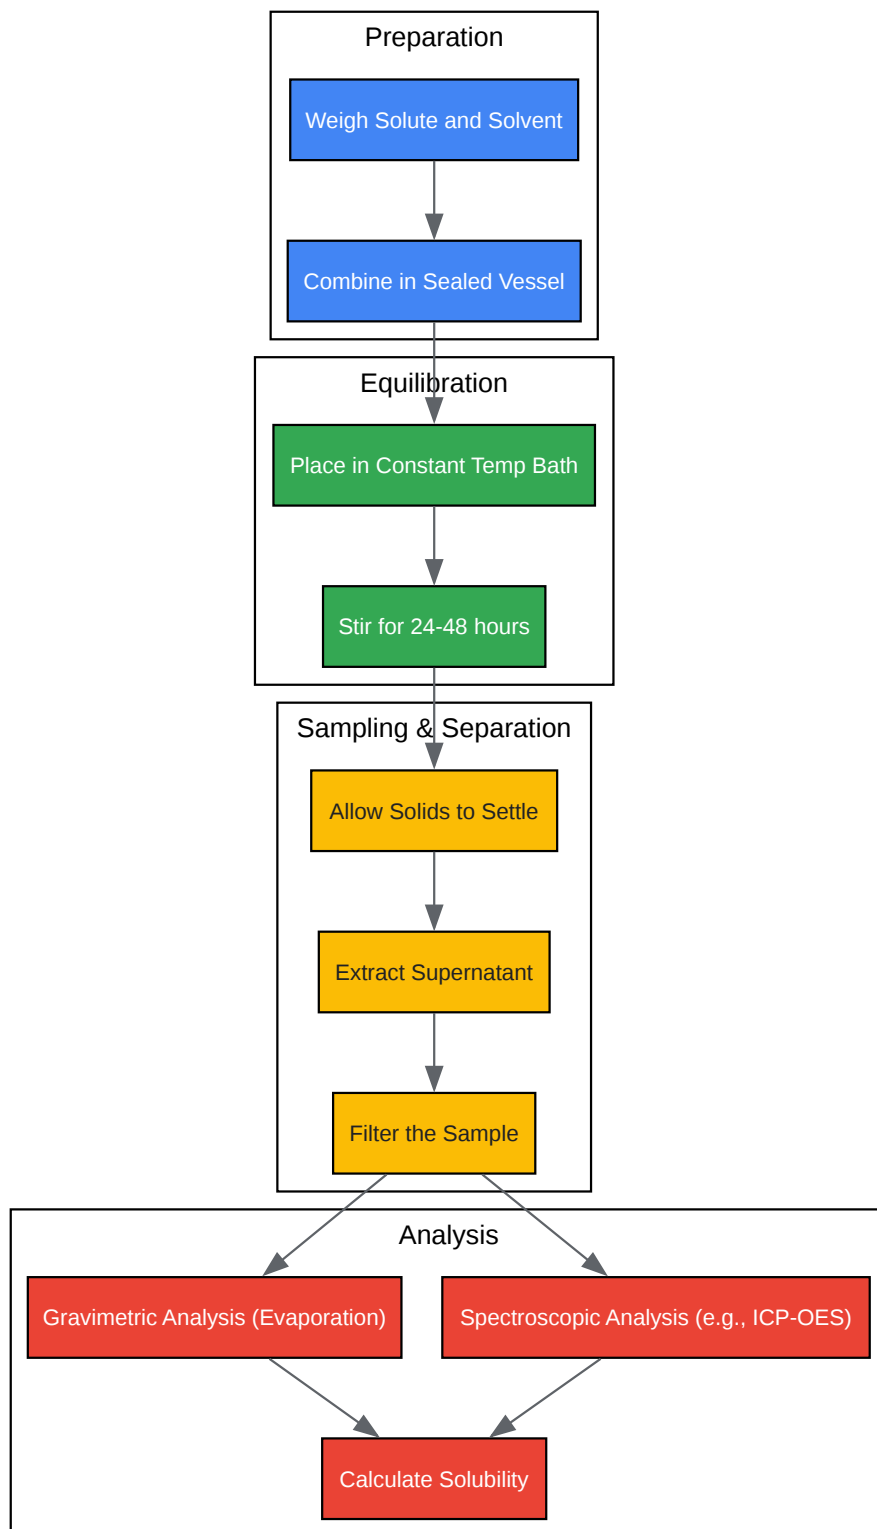 Preparation
Weigh Solute and Solvent
Combine in Sealed Vessel
Equilibration
Place in Constant Temp Bath
Stir for 24-48 hours
Sampling & Separation
Allow Solids to Settle
Extract Supernatant
Filter the Sample
Analysis
Gravimetric Analysis (Evaporation)
Spectroscopic Analysis (e.g., ICP-OES)
Calculate Solubility